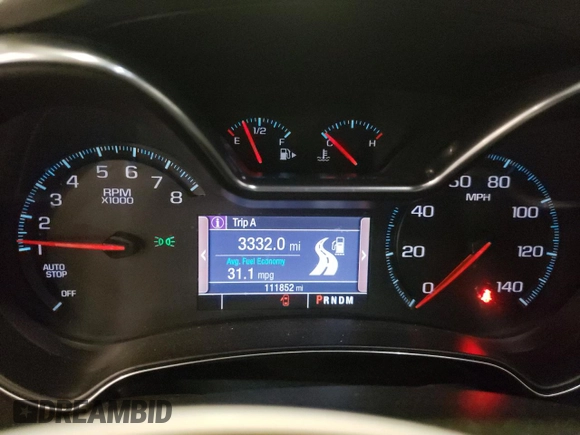 E 1/2 F
C H
1 2 3 4 5 6 7 8
RPM
X1000
AUTO
STOP
OFF
Trip A
3332.0 mi
Avg. Fuel Economy
31.1 mpg
111852 mi
PRNDM
0 20 40 60 80 100 120 140
MPH
DREAMBID